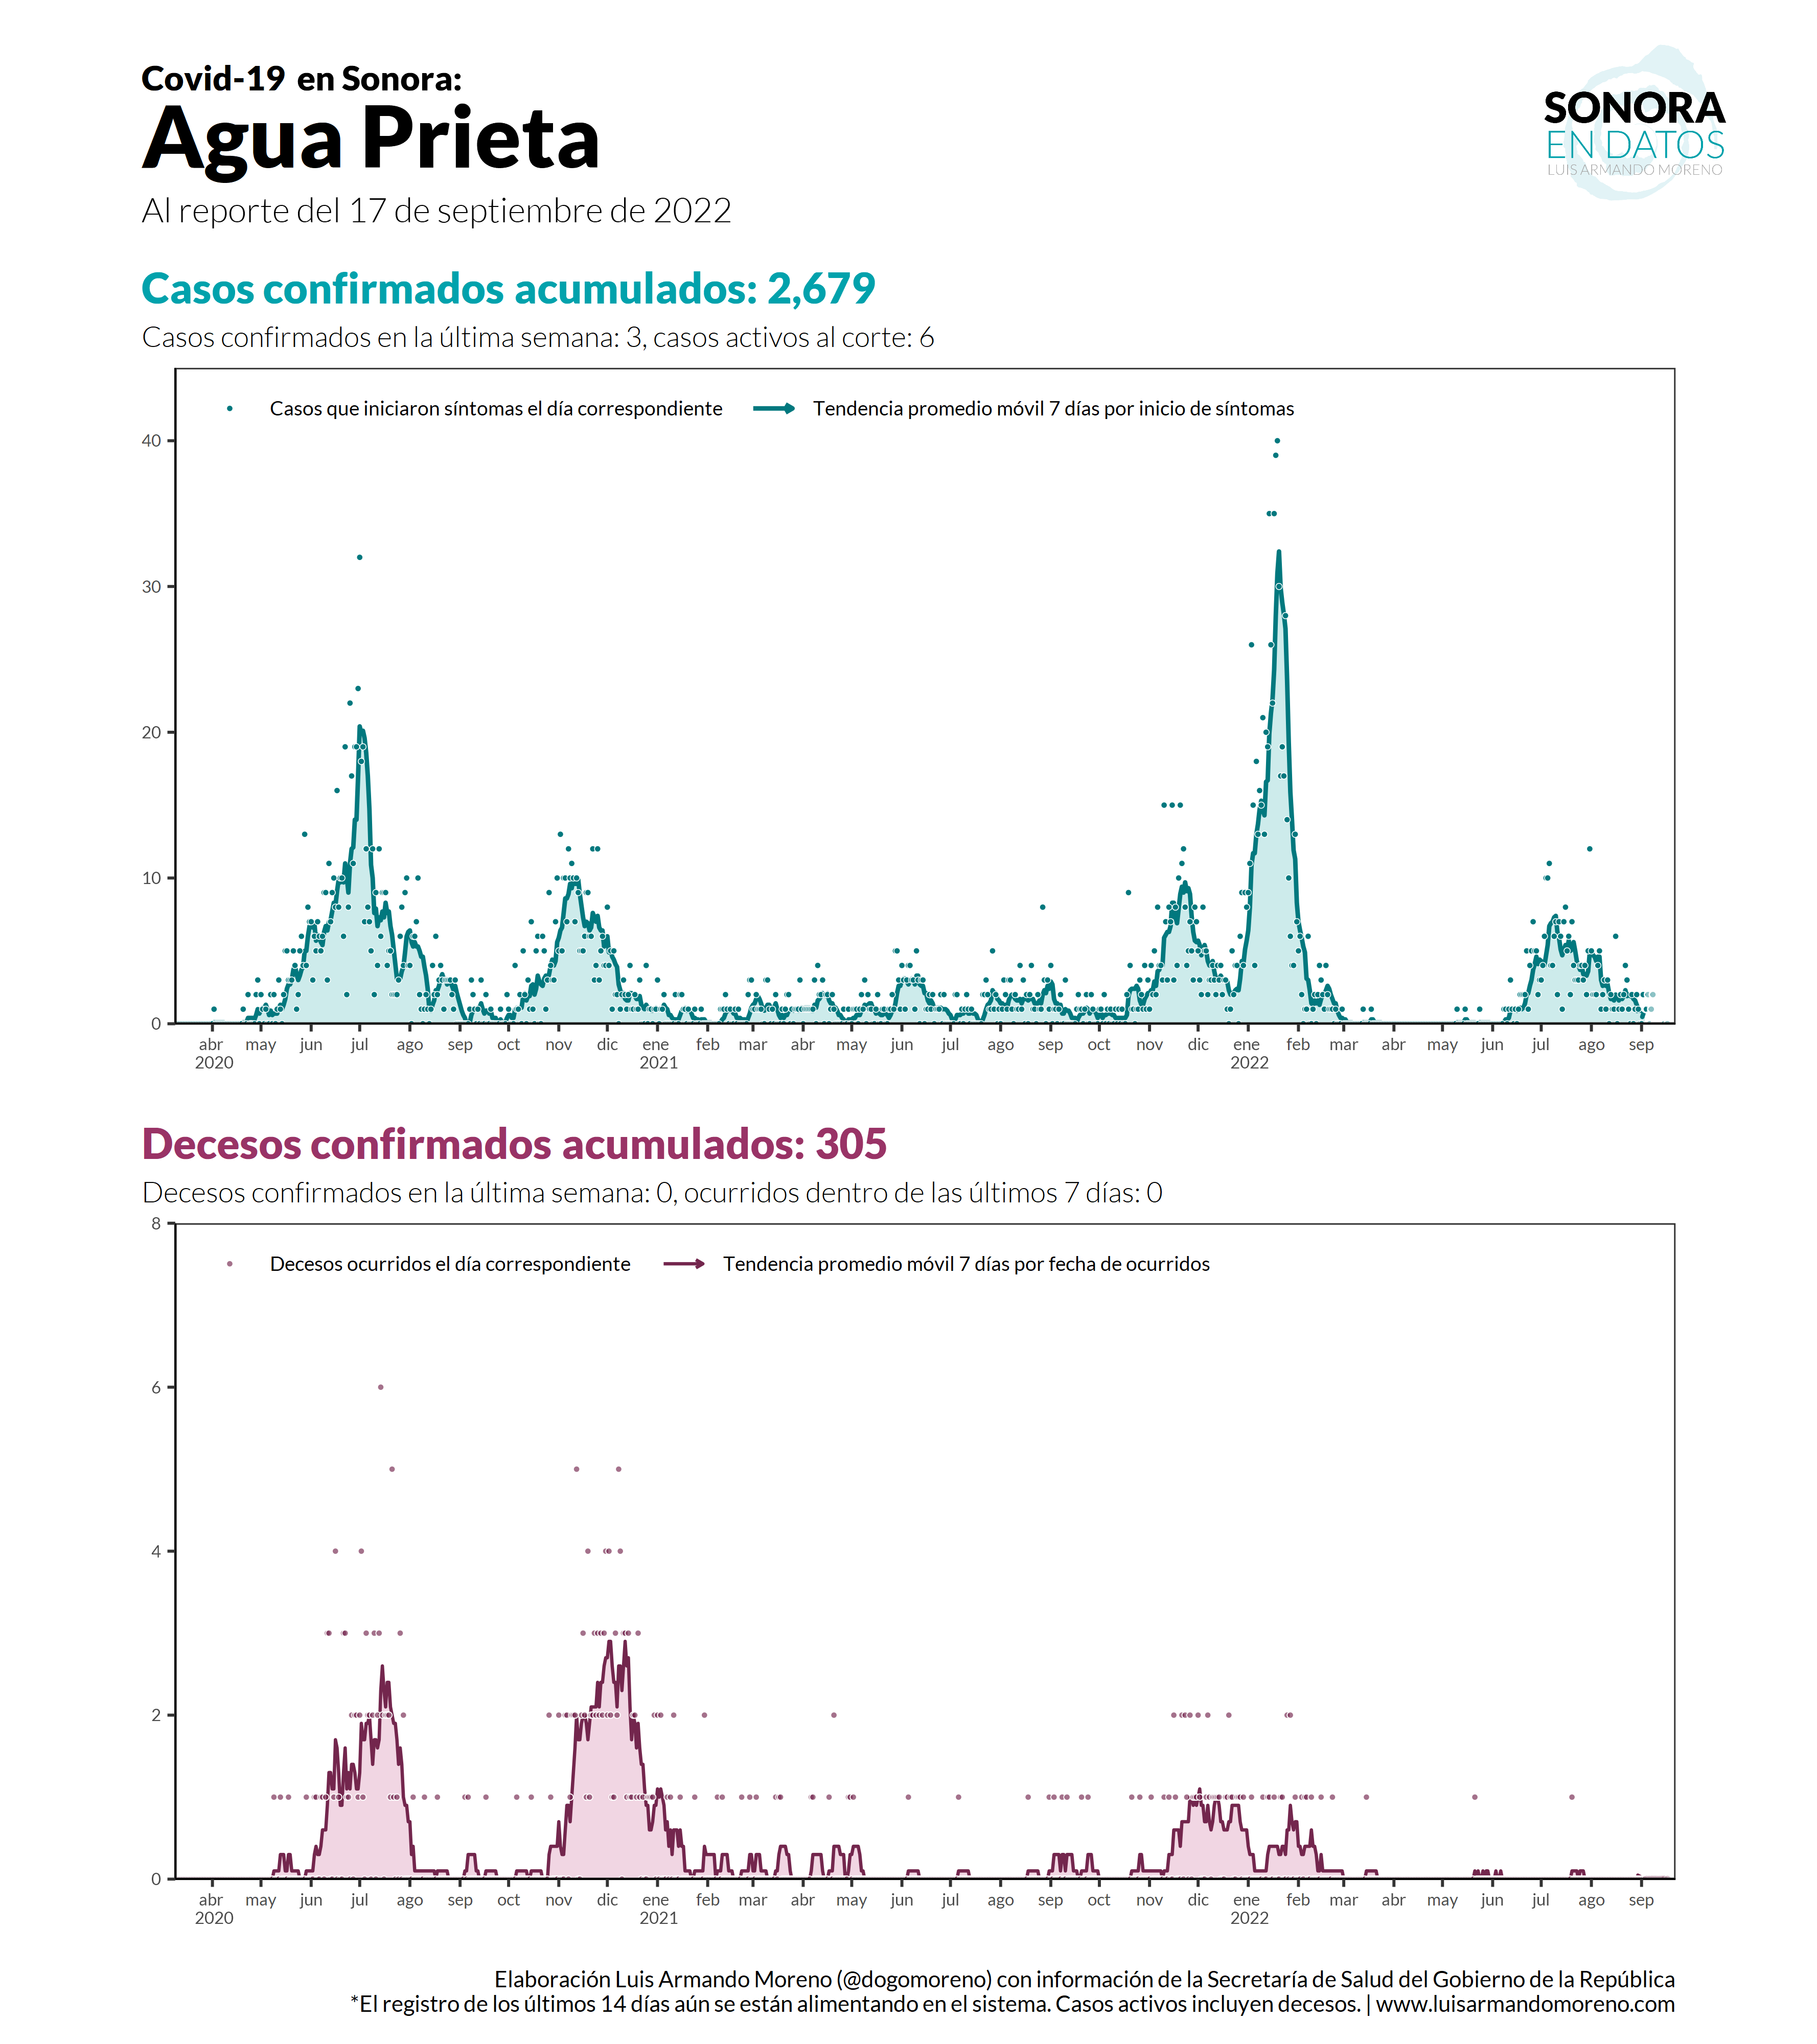 Covid-19 en Sonora:
Agua Prieta
Al reporte del 17 de septiembre de 2022
SONORA
EN DATOS
LUIS ARMANDO MORENO
Casos confirmados acumulados: 2,679
Casos confirmados en la última semana: 3, casos activos al corte: 6
Casos que iniciaron síntomas el día correspondiente
Tendencia promedio móvil 7 días por inicio de síntomas
40
30
20
10
0
abr may jun jul ago sep oct nov dic ene feb mar abr may jun jul ago sep oct nov dic ene feb mar abr may jun jul ago sep
2020 2021 2022
Decesos confirmados acumulados: 305
Decesos confirmados en la última semana: 0, ocurridos dentro de las últimos 7 días: 0
8
Decesos ocurridos el día correspondiente
Tendencia promedio móvil 7 días por fecha de ocurridos
6
4
2
0
abr may jun jul ago sep oct nov dic ene feb mar abr may jun jul ago sep oct nov dic ene feb mar abr may jun jul ago sep
2020 2021 2022
Elaboración Luis Armando Moreno (@dogomoreno) con información de la Secretaría de Salud del Gobierno de la República
*El registro de los últimos 14 días aún se están alimentando en el sistema. Casos activos incluyen decesos. | www.luisarmandomoreno.com